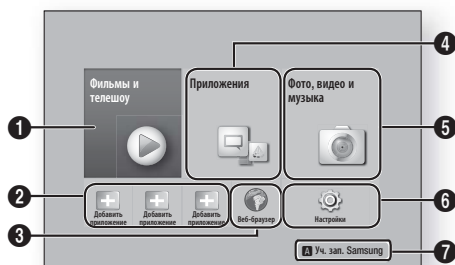 4
Фильмы и
телешоу
Приложения
Фото, видео и
музыка
1
5
2
Добавить
приложение
Добавить
приложение
Добавить
приложение
Веб-браузер
Настройки
6
3
A Уч. зап. Samsung
7